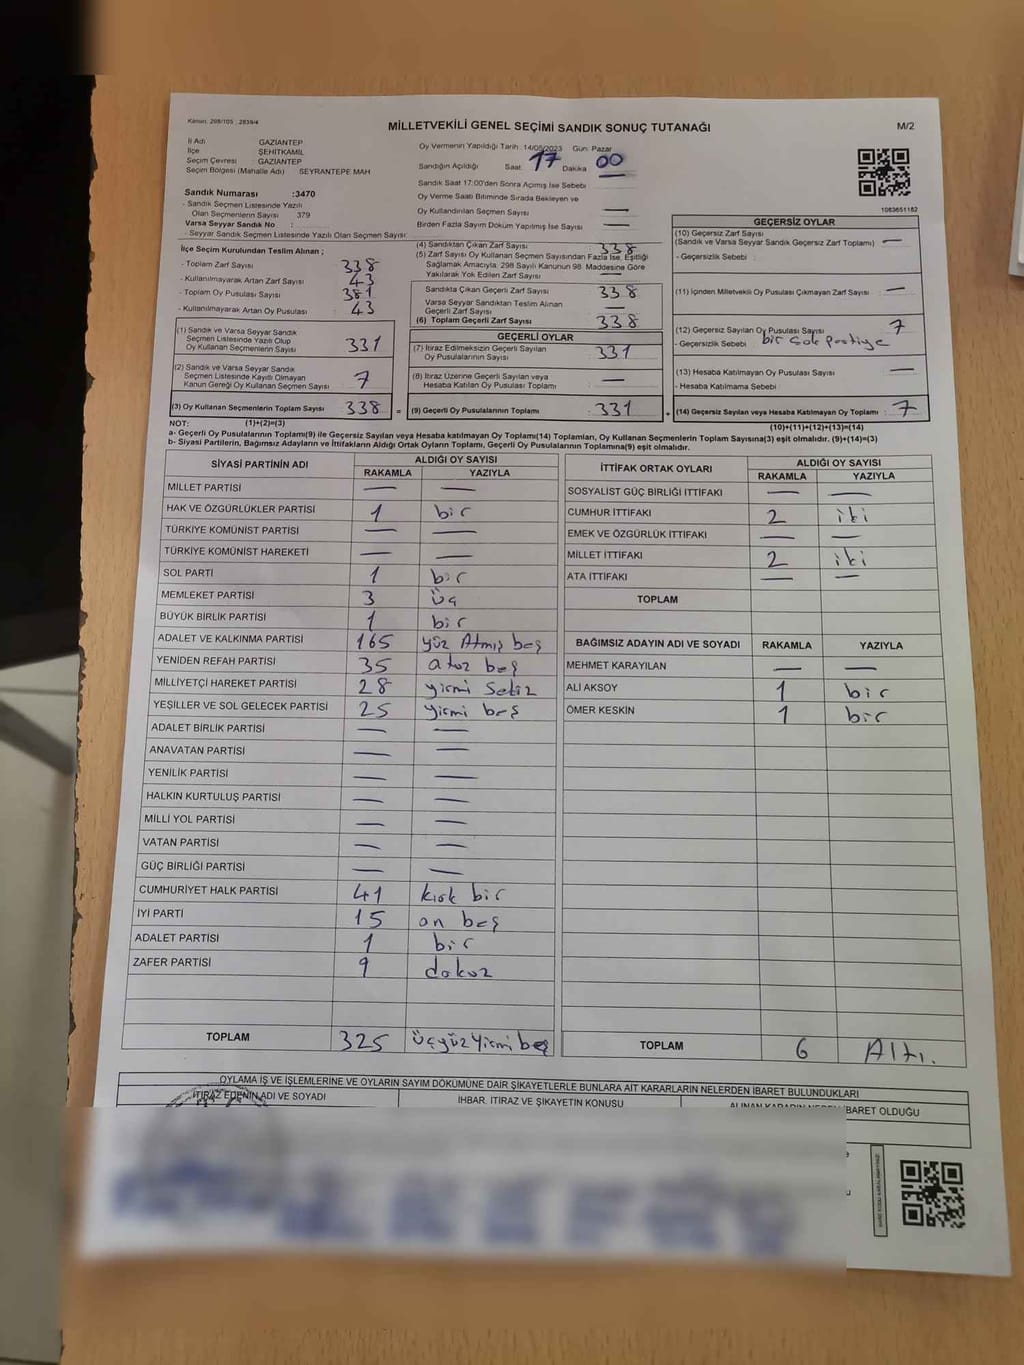 Kanun: 298/105 , 2839/4
MİLLETVEKİLİ GENEL SEÇİMİ SANDIK SONUÇ TUTANAĞI
M/2
İl Adı GAZİANTEP
İlçe ŞEHİTKAMİL
Seçim Çevresi GAZİANTEP
Seçim Bölgesi (Mahalle Adı) SEYRANTEPE MAH
Sandık Numarası :3470
- Sandık Seçmen Listesinde Yazılı
Olan Seçmenlerin Sayısı : 379
Varsa Seyyar Sandık No :
- Seyyar Sandık Seçmen Listesinde Yazılı Olan Seçmen Sayısı:
Oy Vermenin Yapıldığı Tarih : 14/05/2023 Gün: Pazar
Sandığın Açıldığı Saat: 17 Dakika 00
Sandık Saat 17:00'den Sonra Açılmış İse Sebebi :
Oy Verme Saati Bitiminde Sırada Bekleyen ve
Oy Kullandırılan Seçmen Sayısı : —
Birden Fazla Sayım Döküm Yapılmış İse Sayısı : —
1083651182
İlçe Seçim Kurulundan Teslim Alınan ;
- Toplam Zarf Sayısı 338
- Kullanılmayarak Artan Zarf Sayısı 43
- Toplam Oy Pusulası Sayısı 381
- Kullanılmayarak Artan Oy Pusulası 43
(1) Sandık ve Varsa Seyyar Sandık
Seçmen Listesinde Yazılı Olup
Oy Kullanan Seçmenlerin Sayısı 331
(2) Sandık ve Varsa Seyyar Sandık
Seçmen Listesinde Kayıtlı Olmayan
Kanun Gereği Oy Kullanan Seçmen Sayısı 7
(3) Oy Kullanan Seçmenlerin Toplam Sayısı 338 =
(4) Sandıktan Çıkan Zarf Sayısı 338
(5) Zarf Sayısı Oy Kullanan Seçmen Sayısından Fazla İse, Eşitliği
Sağlamak Amacıyla; 298 Sayılı Kanunun 98. Maddesine Göre
Yakılarak Yok Edilen Zarf Sayısı —
Sandıkta Çıkan Geçerli Zarf Sayısı : 338
Varsa Seyyar Sandıktan Teslim Alınan
Geçerli Zarf Sayısı
(6) Toplam Geçerli Zarf Sayısı : 338
GEÇERLİ OYLAR
(7) İtiraz Edilmeksizin Geçerli Sayılan
Oy Pusulalarının Sayısı : 331
(8) İtiraz Üzerine Geçerli Sayılan veya
Hesaba Katılan Oy Pusulası Toplamı : —
(9) Geçerli Oy Pusulalarının Toplamı : 331 +
GEÇERSİZ OYLAR
(10) Geçersiz Zarf Sayısı
(Sandık ve Varsa Seyyar Sandık Geçersiz Zarf Toplamı) : —
- Geçersizlik Sebebi :
(11) İçinden Milletvekili Oy Pusulası Çıkmayan Zarf Sayısı : —
(12) Geçersiz Sayılan Oy Pusulası Sayısı : 7
- Geçersizlik Sebebi : bir çok partiye
(13) Hesaba Katılmayan Oy Pusulası Sayısı : —
- Hesaba Katılmama Sebebi :
(14) Geçersiz Sayılan veya Hesaba Katılmayan Oy Toplamı : 7
NOT: (1)+(2)=(3)
(10)+(11)+(12)+(13)=(14)
a- Geçerli Oy Pusulalarının Toplamı(9) ile Geçersiz Sayılan veya Hesaba katılmayan Oy Toplamı(14) Toplamları, Oy Kullanan Seçmenlerin Toplam Sayısına(3) eşit olmalıdır. (9)+(14)=(3)
b- Siyasi Partilerin, Bağımsız Adayların ve İttifakların Aldığı Oyların Toplamı, Geçerli Oy Pusulalarının Toplamına(9) eşit olmalıdır.
SİYASİ PARTİNİN ADI ALDIĞI OY SAYISI
RAKAMLA YAZIYLA
MİLLET PARTİSİ — —
HAK VE ÖZGÜRLÜKLER PARTİSİ 1 bir
TÜRKİYE KOMÜNİST PARTİSİ — —
TÜRKİYE KOMÜNİST HAREKETİ — —
SOL PARTİ 1 bir
MEMLEKET PARTİSİ 3 üç
BÜYÜK BİRLİK PARTİSİ 1 bir
ADALET VE KALKINMA PARTİSİ 165 yüz Atmış beş
YENİDEN REFAH PARTİSİ 35 otuz beş
MİLLİYETÇİ HAREKET PARTİSİ 28 yirmi sekiz
YEŞİLLER VE SOL GELECEK PARTİSİ 25 yirmi beş
ADALET BİRLİK PARTİSİ — —
ANAVATAN PARTİSİ — —
YENİLİK PARTİSİ — —
HALKIN KURTULUŞ PARTİSİ — —
MİLLİ YOL PARTİSİ — —
VATAN PARTİSİ — —
GÜÇ BİRLİĞİ PARTİSİ — —
CUMHURİYET HALK PARTİSİ 41 kırk bir
İYİ PARTİ 15 on beş
ADALET PARTİSİ 1 bir
ZAFER PARTİSİ 9 dokuz
TOPLAM 325 üçyüzyirmi beş
İTTİFAK ORTAK OYLARI ALDIĞI OY SAYISI
RAKAMLA YAZIYLA
SOSYALİST GÜÇ BİRLİĞİ İTTİFAKI — —
CUMHUR İTTİFAKI 2 iki
EMEK VE ÖZGÜRLÜK İTTİFAKI — —
MİLLET İTTİFAKI 2 iki
ATA İTTİFAKI — —
TOPLAM
BAĞIMSIZ ADAYIN ADI VE SOYADI RAKAMLA YAZIYLA
MEHMET KARAYILAN — —
ALİ AKSOY 1 bir
ÖMER KESKİN 1 bir
TOPLAM 6 Altı.
OYLAMA İŞ VE İŞLEMLERİNE VE OYLARIN SAYIM DÖKÜMÜNE DAİR ŞİKAYETLERLE BUNLARA AİT KARARLARIN NELERDEN İBARET BULUNDUKLARI
İTİRAZ EDENİN ADI VE SOYADI İHBAR, İTİRAZ VE ŞİKAYETİN KONUSU ALINAN KARARIN NEDEN İBARET OLDUĞU